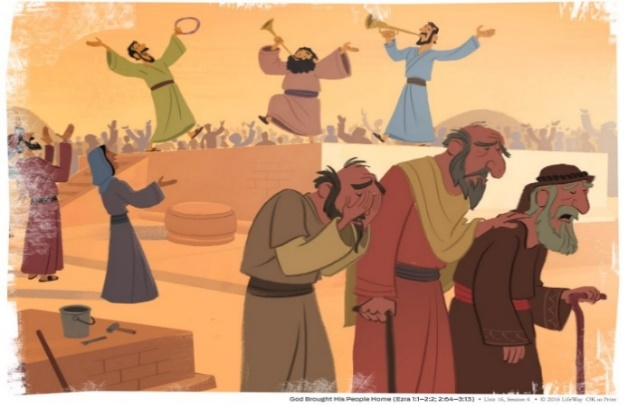 God Brought His People Home (Ezra 1:1–2:2; 2:64–3:13) • Unit 16, Session 4 • © 2016 LifeWay OK to Print